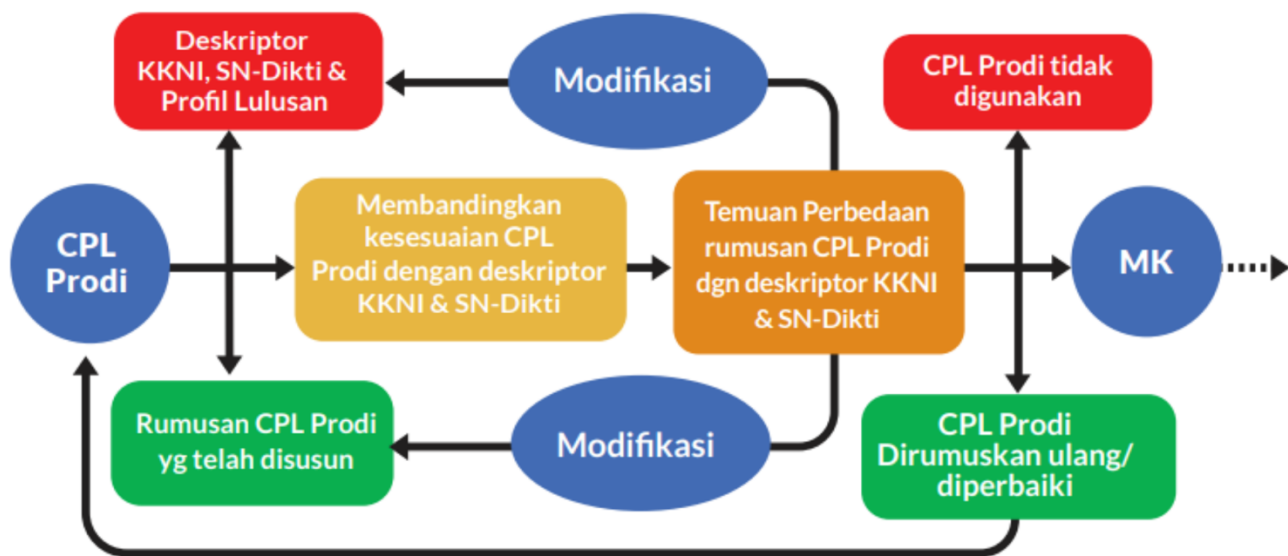 Deskriptor
KKNI, SN-Dikti &
Profil Lulusan
Modifikasi
CPL Prodi tidak
digunakan
CPL
Prodi
Membandingkan
kesesuaian CPL
Prodi dengan deskriptor
KKNI & SN-Dikti
Temuan Perbedaan
rumusan CPL Prodi
dgn deskriptor KKNI
& SN-Dikti
MK
Rumusan CPL Prodi
yg telah disusun
Modifikasi
CPL Prodi
Dirumuskan ulang/
diperbaiki